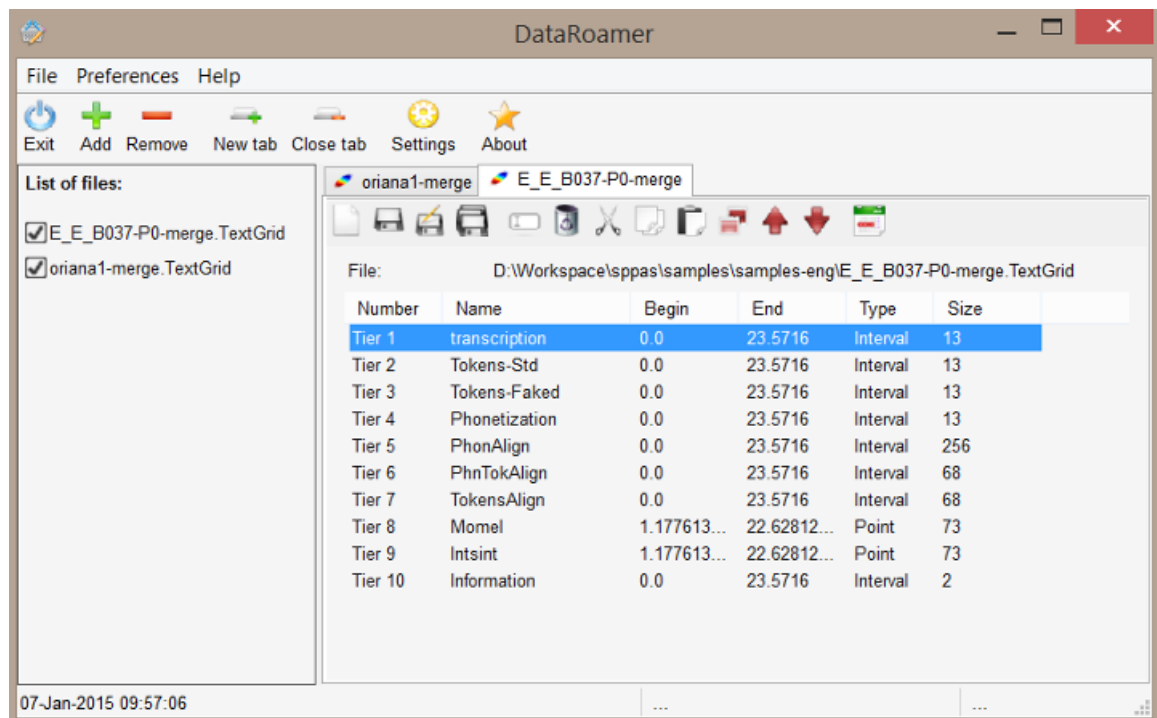 DataRoamer
File Preferences Help
Exit Add Remove New tab Close tab Settings About
List of files:
E_E_B037-P0-merge.TextGrid
oriana1-merge.TextGrid
oriana1-merge E_E_B037-P0-merge
File: D:\Workspace\sppas\samples\samples-eng\E_E_B037-P0-merge.TextGrid
Number Name Begin End Type Size
Tier 1 transcription 0.0 23.5716 Interval 13
Tier 2 Tokens-Std 0.0 23.5716 Interval 13
Tier 3 Tokens-Faked 0.0 23.5716 Interval 13
Tier 4 Phonetization 0.0 23.5716 Interval 13
Tier 5 PhonAlign 0.0 23.5716 Interval 256
Tier 6 PhnTokAlign 0.0 23.5716 Interval 68
Tier 7 TokensAlign 0.0 23.5716 Interval 68
Tier 8 Momel 1.177613... 22.62812... Point 73
Tier 9 Intsint 1.177613... 22.62812... Point 73
Tier 10 Information 0.0 23.5716 Interval 2
07-Jan-2015 09:57:06 ... ...